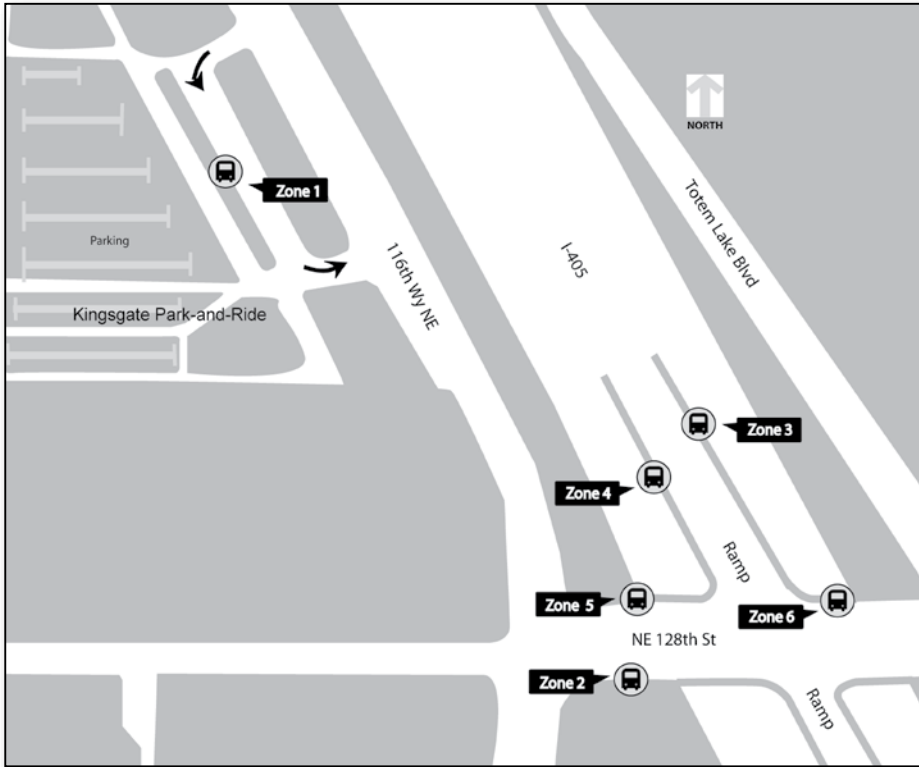 NORTH
Zone 1
Totem Lake Blvd
Parking
I-405
116th Wy NE
Kingsgate Park-and-Ride
Zone 3
Zone 4
Ramp
Zone 5
Zone 6
NE 128th St
Zone 2
Ramp